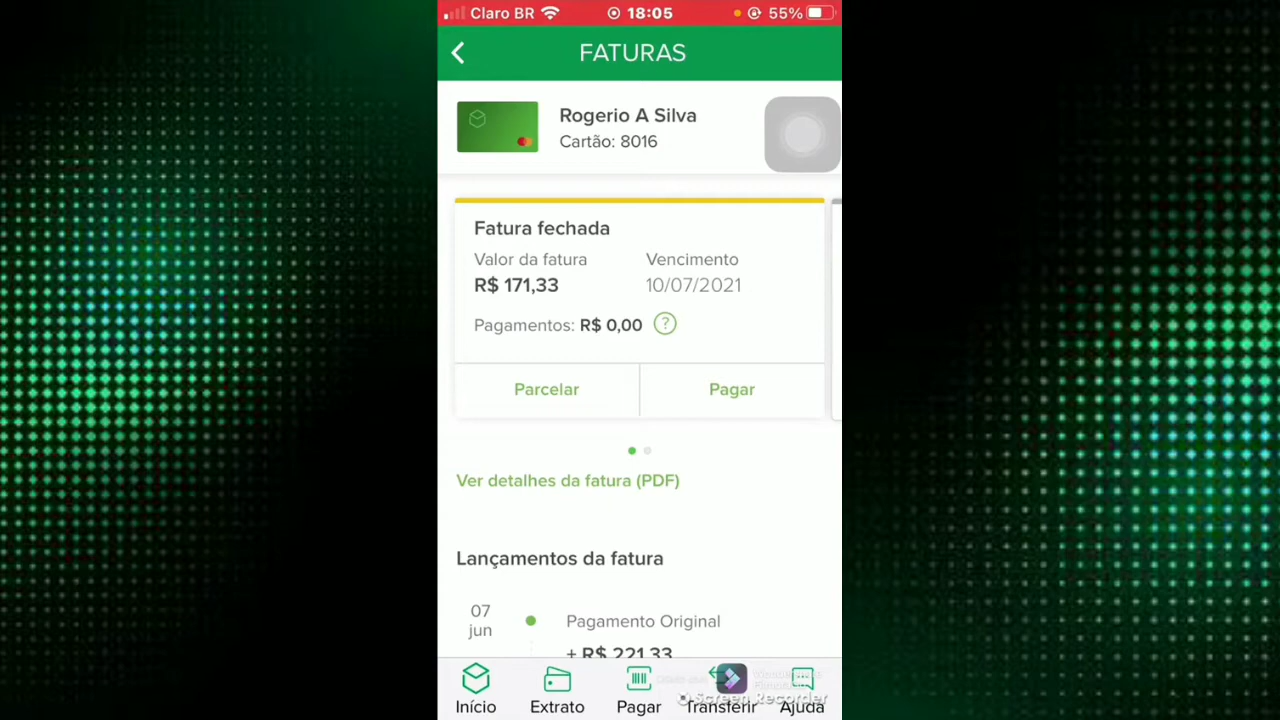 Claro BR 18:05 55%
FATURAS
Rogerio A Silva
Cartão: 8016
Fatura fechada
Valor da fatura Vencimento
R$ 171,33 10/07/2021
Pagamentos: R$ 0,00 ?
Parcelar Pagar
Ver detalhes da fatura (PDF)
Lançamentos da fatura
07 jun
Pagamento Original
+ R$ 221,33
Screen Recorder
Início Extrato Pagar Transferir Ajuda